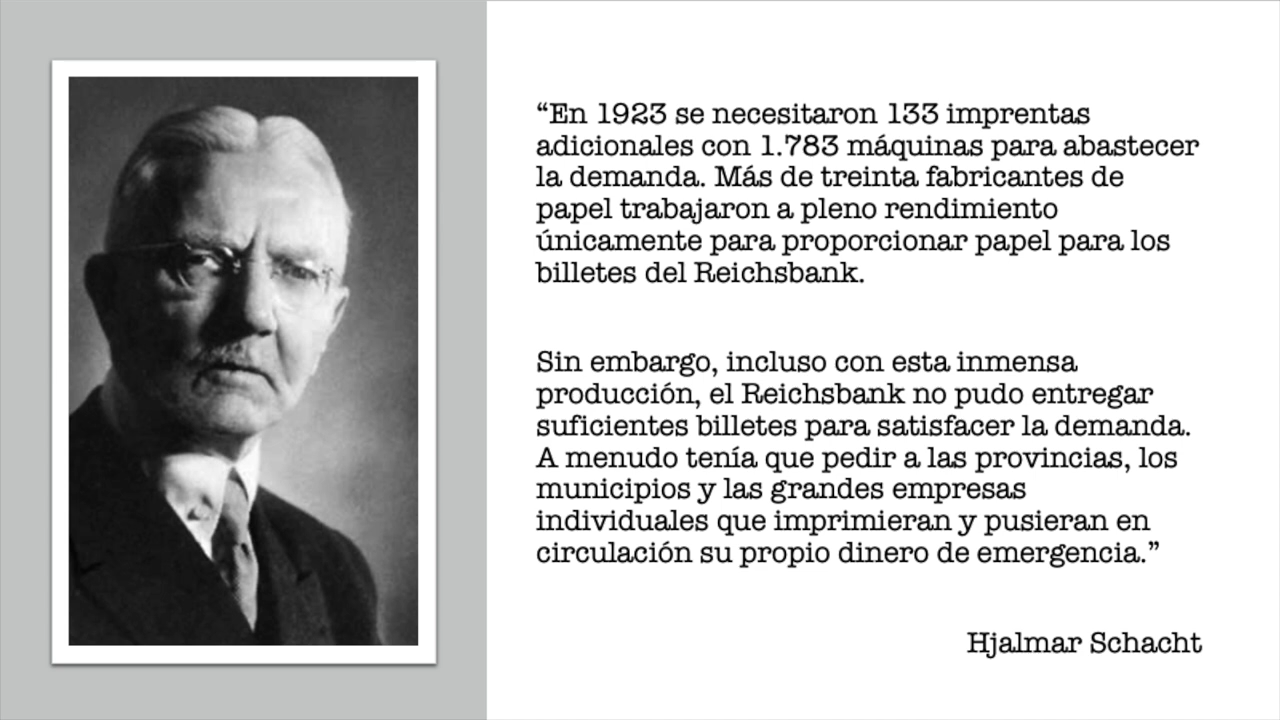 “En 1923 se necesitaron 133 imprentas
adicionales con 1.783 máquinas para abastecer
la demanda. Más de treinta fabricantes de
papel trabajaron a pleno rendimiento
únicamente para proporcionar papel para los
billetes del Reichsbank.
Sin embargo, incluso con esta inmensa
producción, el Reichsbank no pudo entregar
suficientes billetes para satisfacer la demanda.
A menudo tenía que pedir a las provincias, los
municipios y las grandes empresas
individuales que imprimieran y pusieran en
circulación su propio dinero de emergencia.”
Hjalmar Schacht